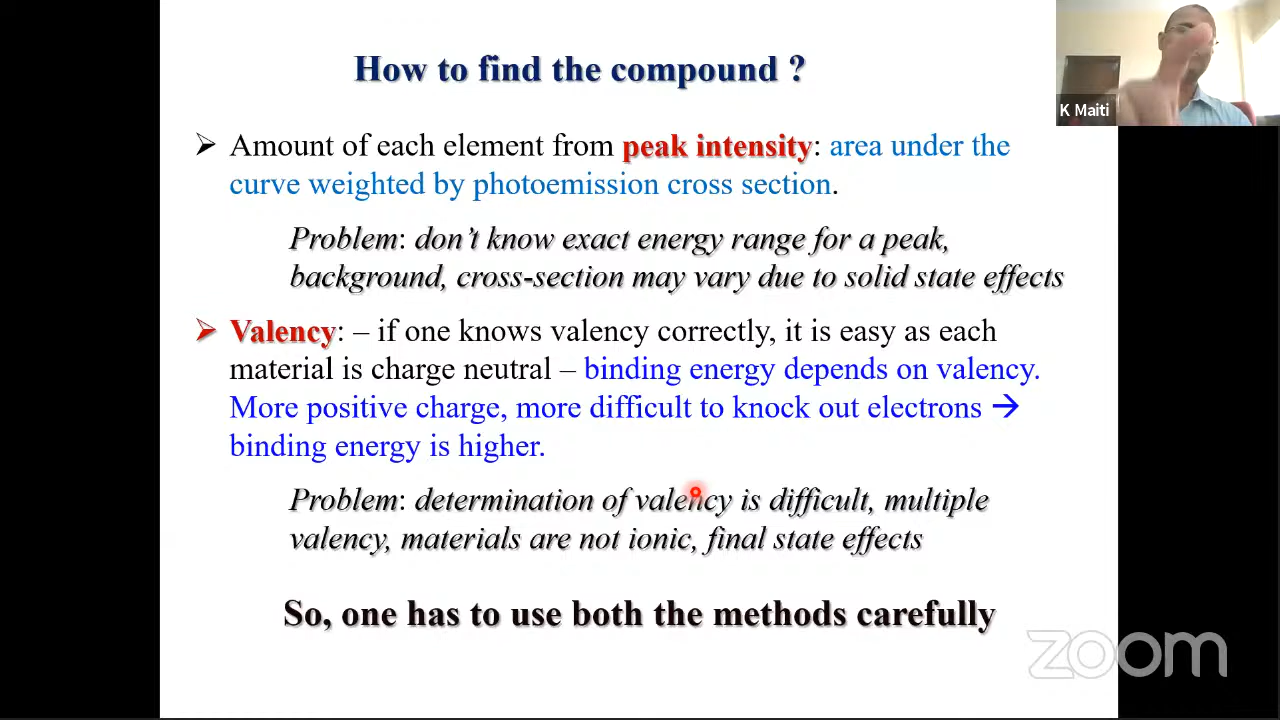 How to find the compound ?
K Maiti
➢ Amount of each element from peak intensity: area under the
curve weighted by photoemission cross section.
Problem: don't know exact energy range for a peak,
background, cross-section may vary due to solid state effects
➢ Valency: – if one knows valency correctly, it is easy as each
material is charge neutral – binding energy depends on valency.
More positive charge, more difficult to knock out electrons →
binding energy is higher.
Problem: determination of valency is difficult, multiple
valency, materials are not ionic, final state effects
So, one has to use both the methods carefully
zoom